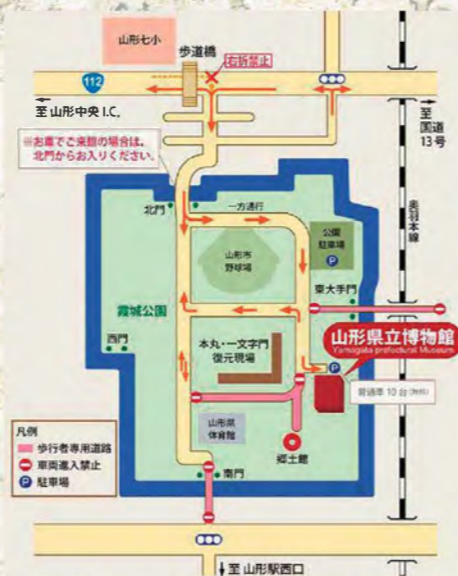 山形七小
歩道橋
右折禁止
112
至 山形中央 I.C.
至
国道
13号
※お車でご来館の場合は、
北門からお入りください。
奥羽本線
北門
一方通行
公園
駐車場
P
山形市
野球場
東大手門
霞城公園
西門
本丸・一文字門
復元現場
山形県立博物館
Yamagata prefectural Museum
P
普通車 10 台(無料)
山形県
体育館
郷土館
凡例
歩行者専用道路
車両進入禁止
P 駐車場
南門
至 山形駅西口